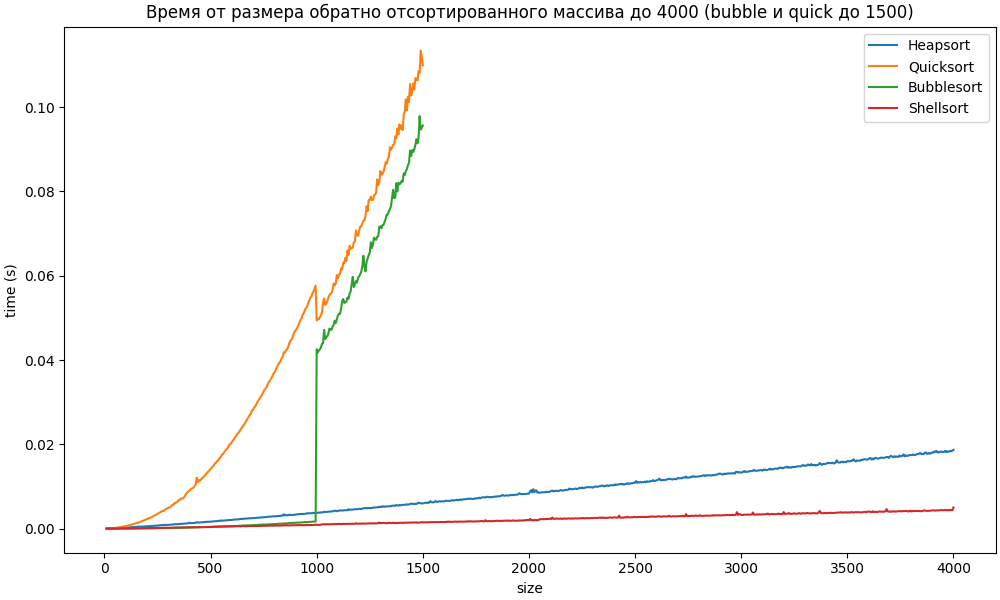 Время от размера обратно отсортированного массива до 4000 (bubble и quick до 1500)
Heapsort
Quicksort
Bubblesort
Shellsort
time (s)
0.10
0.08
0.06
0.04
0.02
0.00
0 500 1000 1500 2000 2500 3000 3500 4000
size